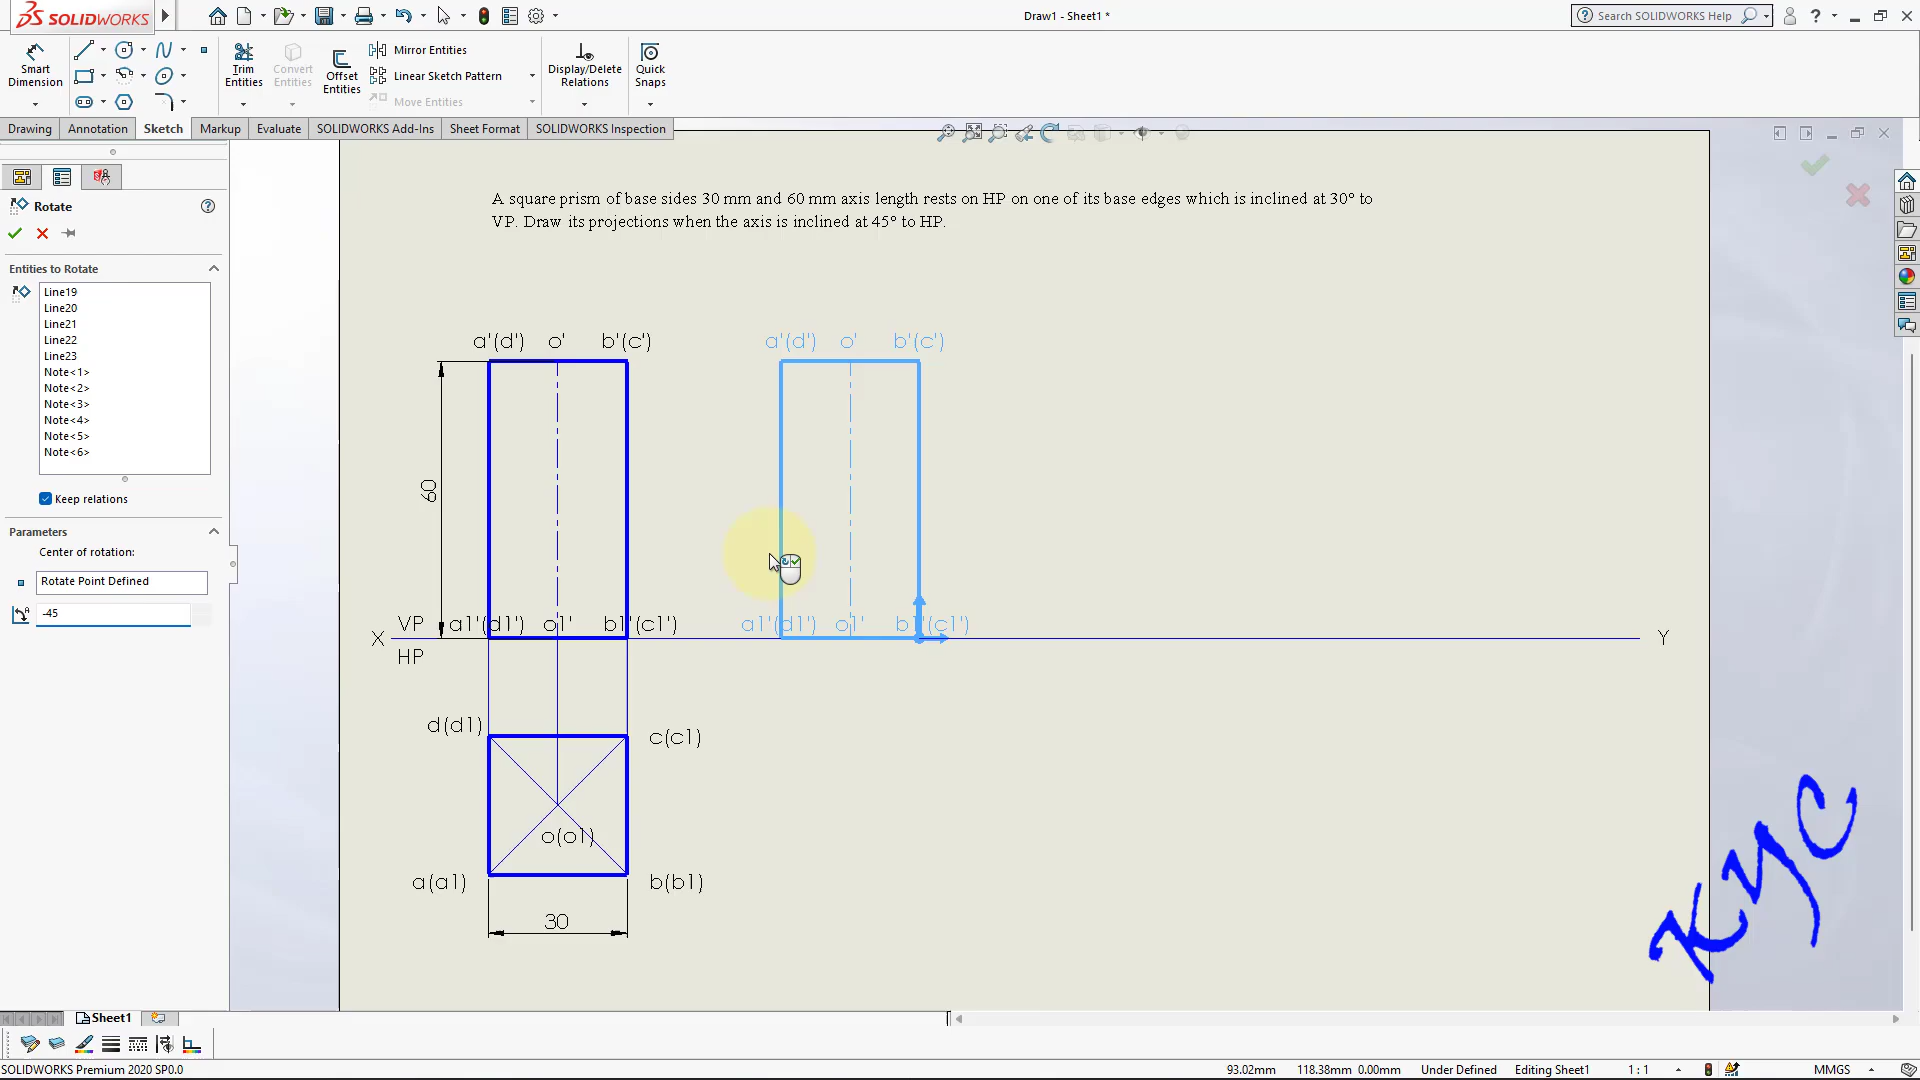 SOLIDWORKS
Draw1 - Sheet1 *
Search SOLIDWORKS Help
Smart Dimension
Trim Entities
Convert Entities
Offset Entities
Mirror Entities
Linear Sketch Pattern
Move Entities
Display/Delete Relations
Quick Snaps
Drawing Annotation Sketch Markup Evaluate SOLIDWORKS Add-Ins Sheet Format SOLIDWORKS Inspection
Rotate
Entities to Rotate
Line19
Line20
Line21
Line22
Line23
Note<1>
Note<2>
Note<3>
Note<4>
Note<5>
Note<6>
Keep relations
Parameters
Center of rotation:
Rotate Point Defined
-45
A square prism of base sides 30 mm and 60 mm axis length rests on HP on one of its base edges which is inclined at 30° to
VP. Draw its projections when the axis is inclined at 45° to HP.
a'(d') o' b'(c') a'(d') o' b'(c')
60
VP a1'(d1') o1' b1'(c1') a1'(d1') o1' b1'(c1')
X Y
HP
d(d1) c(c1)
o(o1)
a(a1) b(b1)
30
KYC
Sheet1
SOLIDWORKS Premium 2020 SP0.0 93.02mm 118.38mm 0.00mm Under Defined Editing Sheet1 1 : 1 MMGS